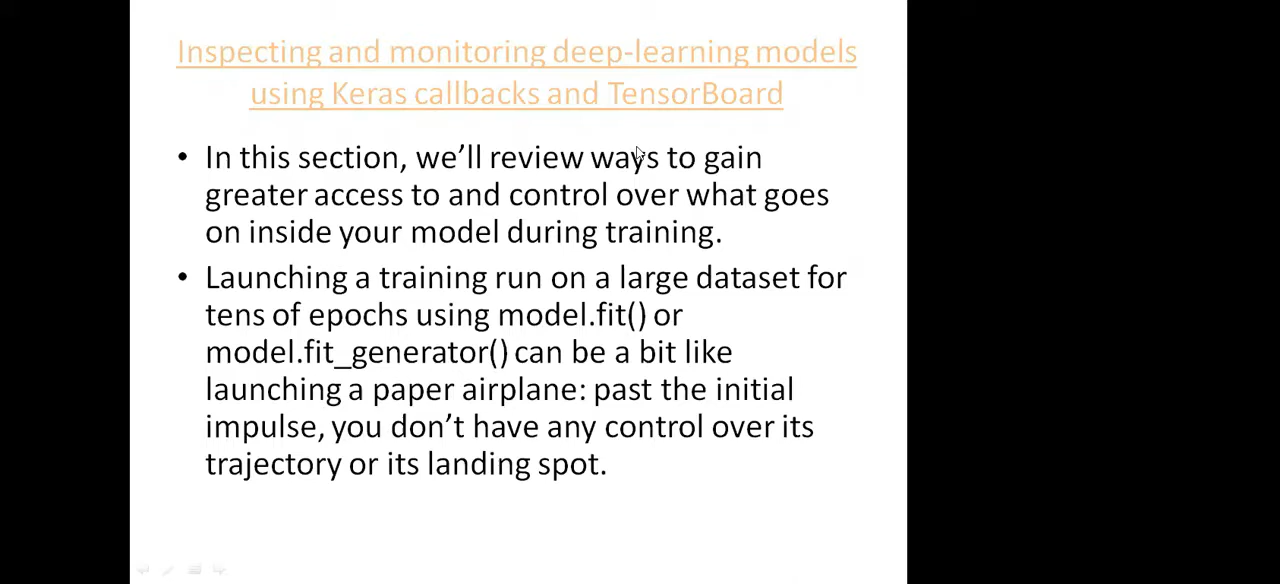 Inspecting and monitoring deep-learning models
using Keras callbacks and TensorBoard
• In this section, we'll review ways to gain
greater access to and control over what goes
on inside your model during training.
• Launching a training run on a large dataset for
tens of epochs using model.fit() or
model.fit_generator() can be a bit like
launching a paper airplane: past the initial
impulse, you don't have any control over its
trajectory or its landing spot.